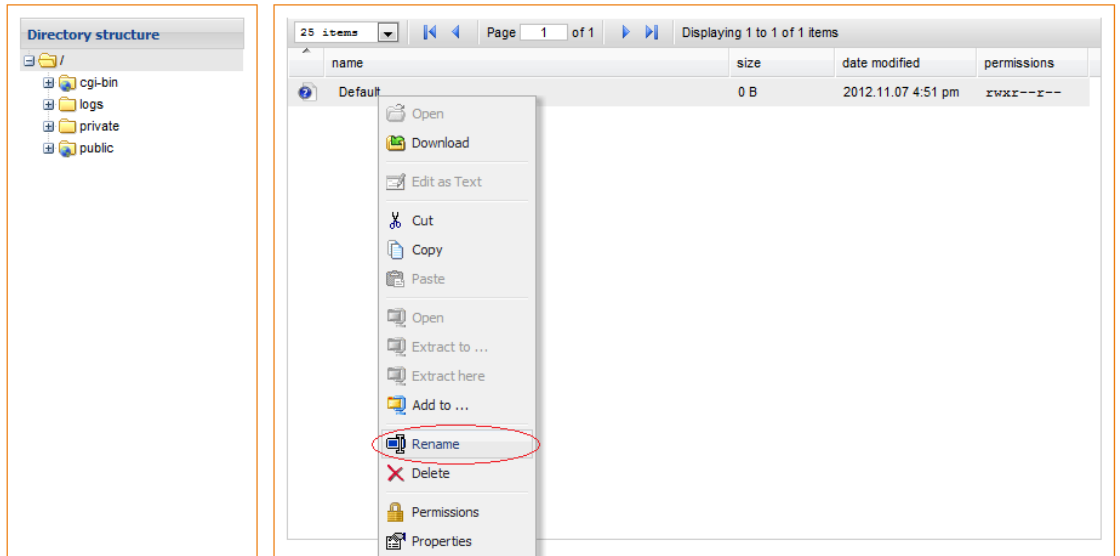 Directory structure
/
cgi-bin
logs
private
public
25 items Page 1 of 1 Displaying 1 to 1 of 1 items
name size date modified permissions
Default 0 B 2012.11.07 4:51 pm rwxr--r--
Open
Download
Edit as Text
Cut
Copy
Paste
Open
Extract to ...
Extract here
Add to ...
Rename
Delete
Permissions
Properties